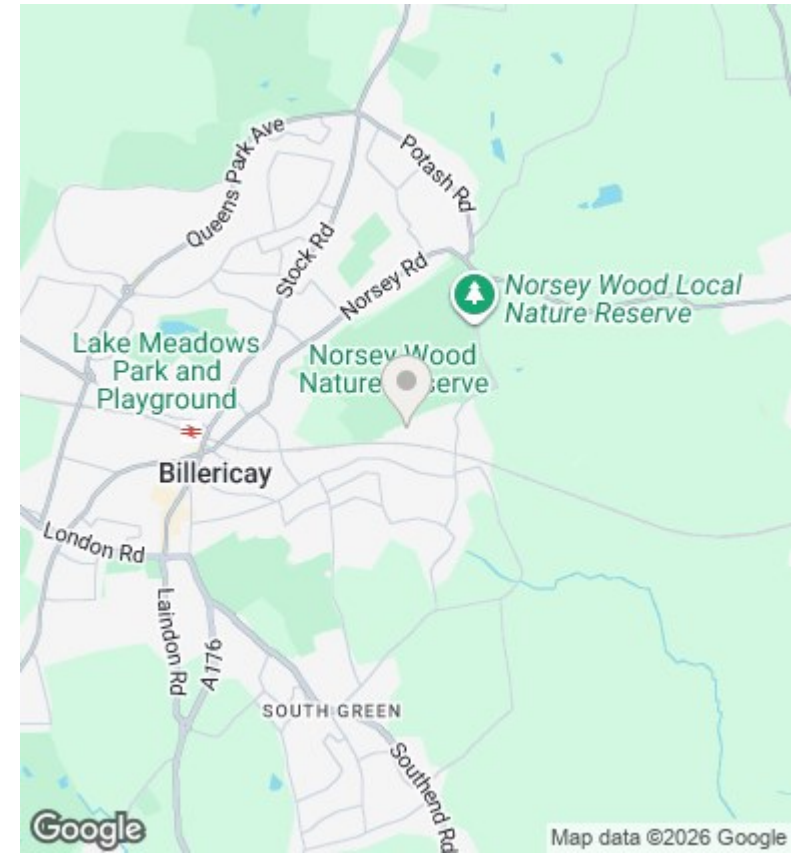 Queens Park Ave
Potash Rd
Stock Rd
Norsey Rd
Norsey Wood Local
Nature Reserve
Lake Meadows
Park and
Playground
Norsey Wood
Nature
serve
Billericay
London Rd
Laindon Rd
A176
SOUTH GREEN
Southend Rd
Google
Map data ©2026 Google